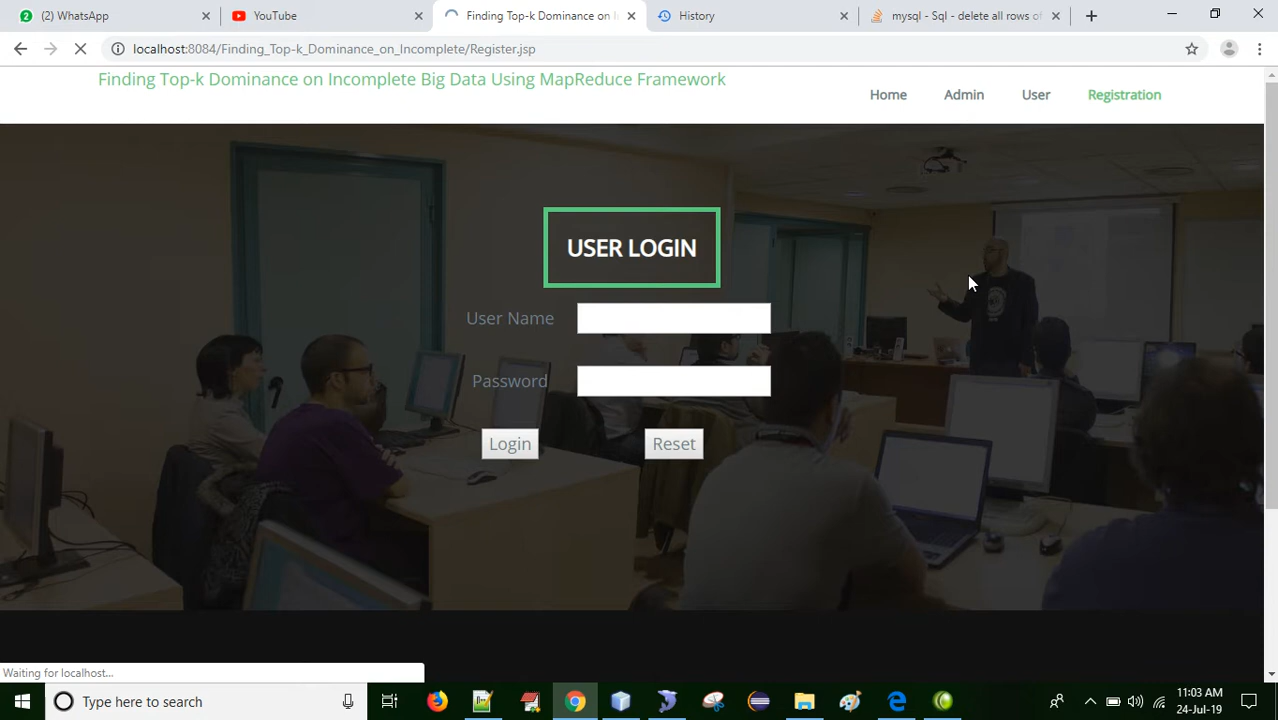 (2) WhatsApp
YouTube
Finding Top-k Dominance on I
History
mysql - Sql - delete all rows of
localhost:8084/Finding_Top-k_Dominance_on_Incomplete/Register.jsp
Finding Top-k Dominance on Incomplete Big Data Using MapReduce Framework
Home
Admin
User
Registration
USER LOGIN
User Name
Password
Login
Reset
Waiting for localhost...
Type here to search
11:03 AM
24-Jul-19